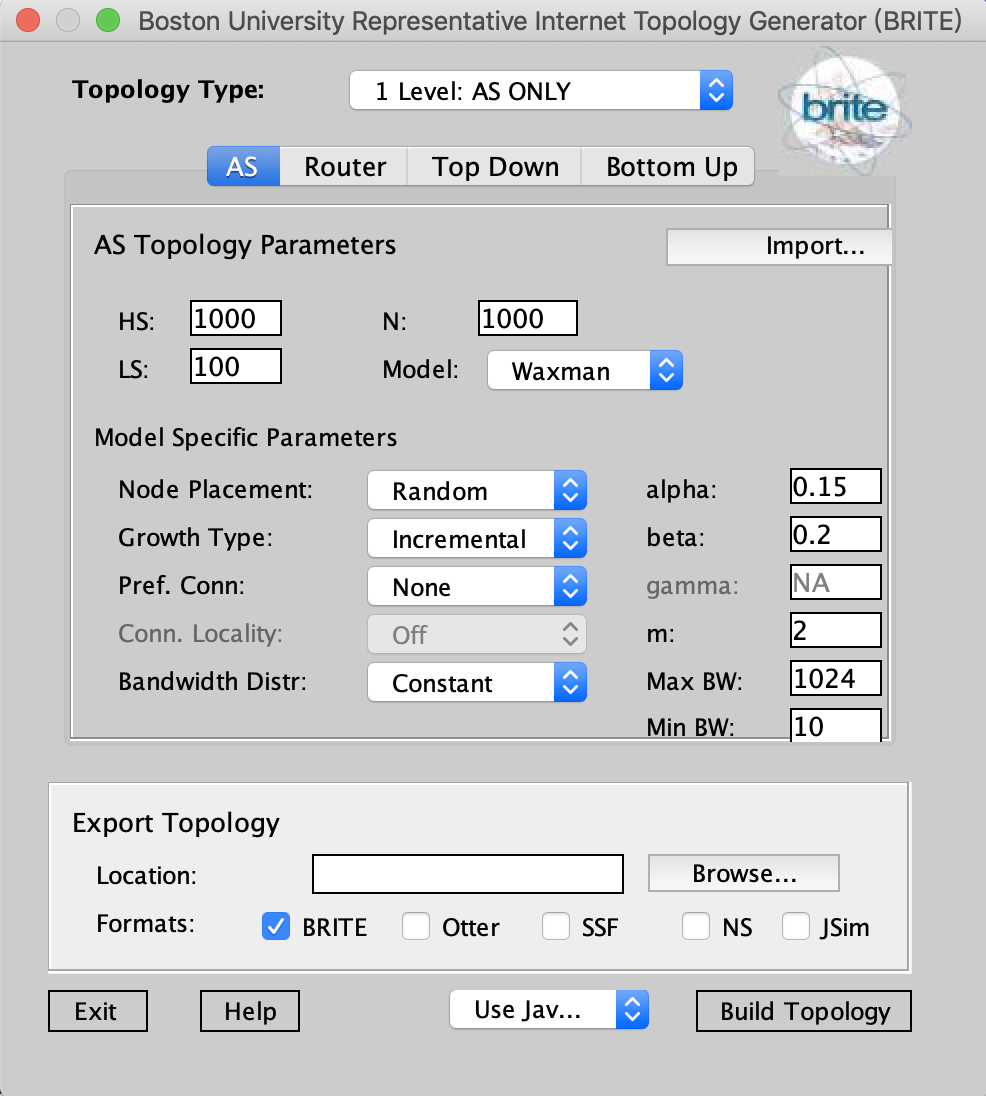 Boston University Representative Internet Topology Generator (BRITE)
Topology Type: 1 Level: AS ONLY
brite
AS Router Top Down Bottom Up
AS Topology Parameters Import...
HS: 1000 N: 1000
LS: 100 Model: Waxman
Model Specific Parameters
Node Placement: Random alpha: 0.15
Growth Type: Incremental beta: 0.2
Pref. Conn: None gamma: NA
Conn. Locality: Off m: 2
Bandwidth Distr: Constant Max BW: 1024
Min BW: 10
Export Topology
Location: Browse...
Formats: BRITE Otter SSF NS JSim
Exit Help Use Jav... Build Topology